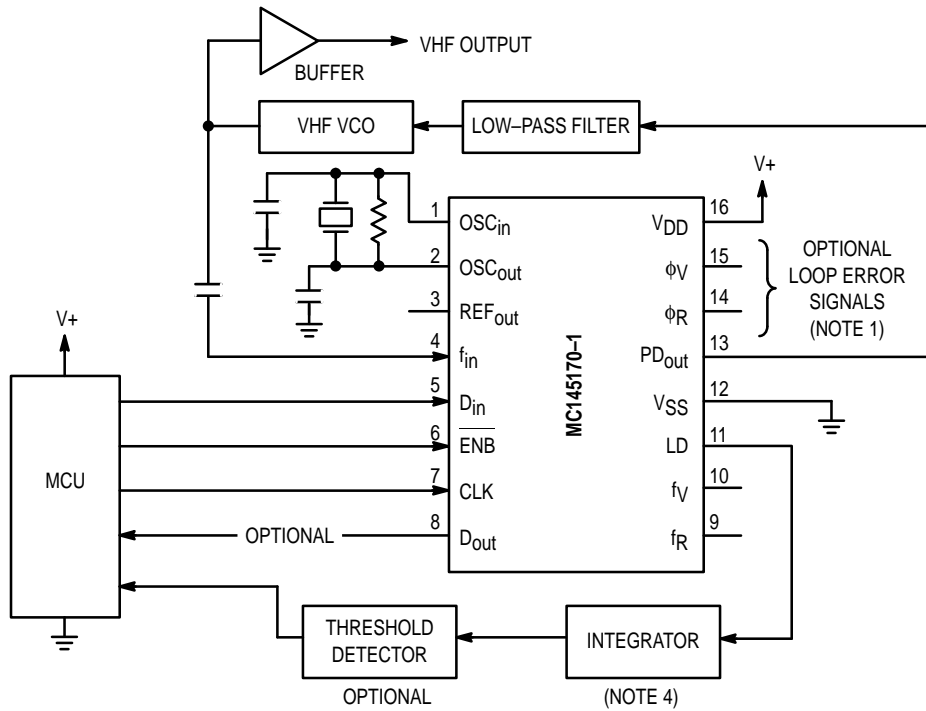 VHF OUTPUT
BUFFER
VHF VCO
LOW–PASS FILTER
V+
1
OSCin
2
OSCout
3
REFout
4
fin
5
Din
6
ENB
7
CLK
8
Dout
MC145170–1
16
VDD
15
ϕV
14
ϕR
13
PDout
12
VSS
11
LD
10
fV
9
fR
OPTIONAL
LOOP ERROR
SIGNALS
(NOTE 1)
V+
MCU
OPTIONAL
THRESHOLD
DETECTOR
OPTIONAL
INTEGRATOR
(NOTE 4)